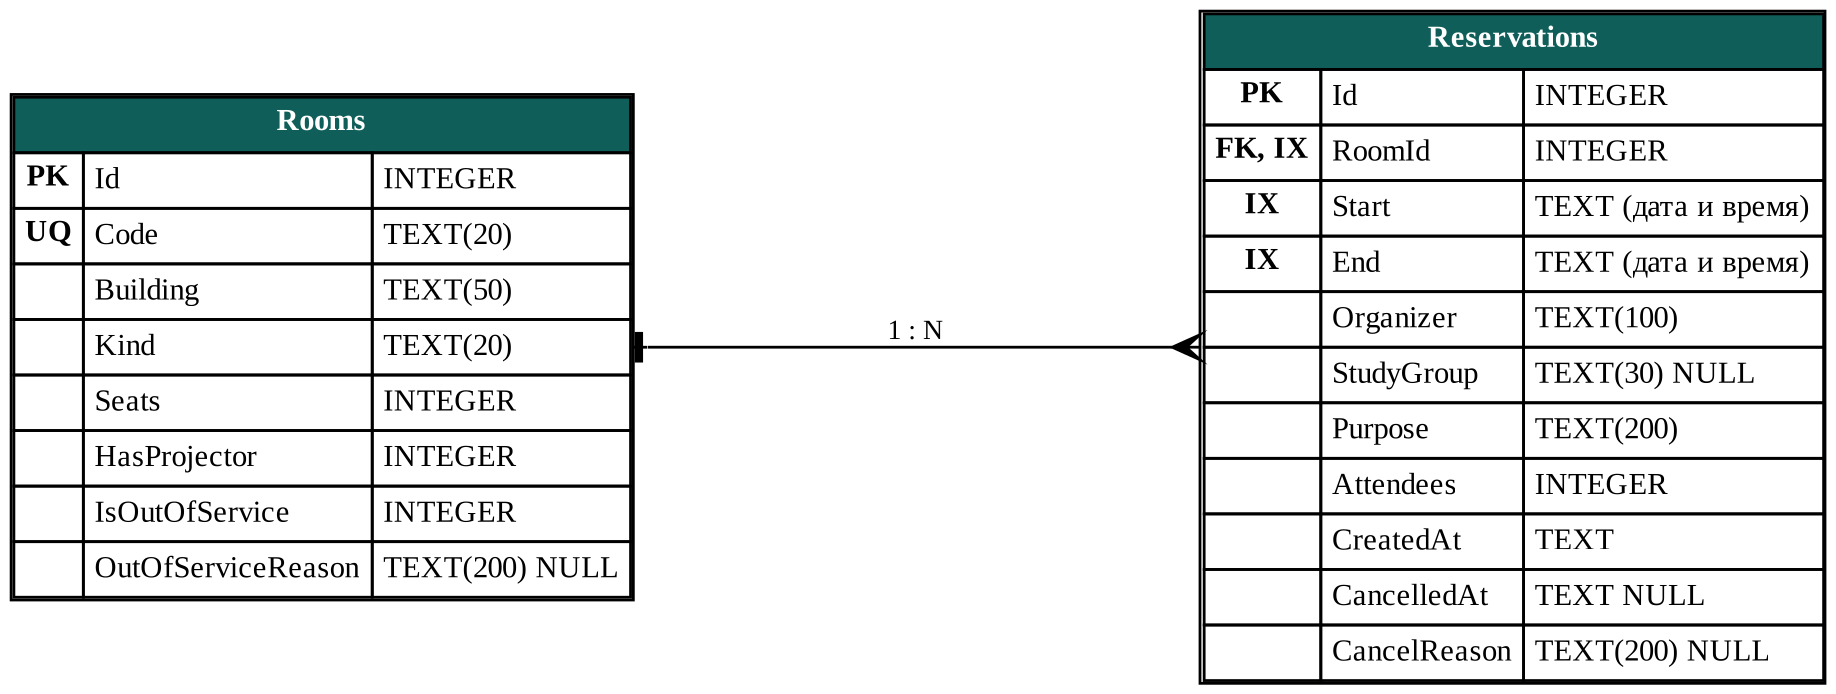 Rooms
PK Id INTEGER
UQ Code TEXT(20)
Building TEXT(50)
Kind TEXT(20)
Seats INTEGER
HasProjector INTEGER
IsOutOfService INTEGER
OutOfServiceReason TEXT(200) NULL
1 : N
Reservations
PK Id INTEGER
FK, IX RoomId INTEGER
IX Start TEXT (дата и время)
IX End TEXT (дата и время)
Organizer TEXT(100)
StudyGroup TEXT(30) NULL
Purpose TEXT(200)
Attendees INTEGER
CreatedAt TEXT
CancelledAt TEXT NULL
CancelReason TEXT(200) NULL